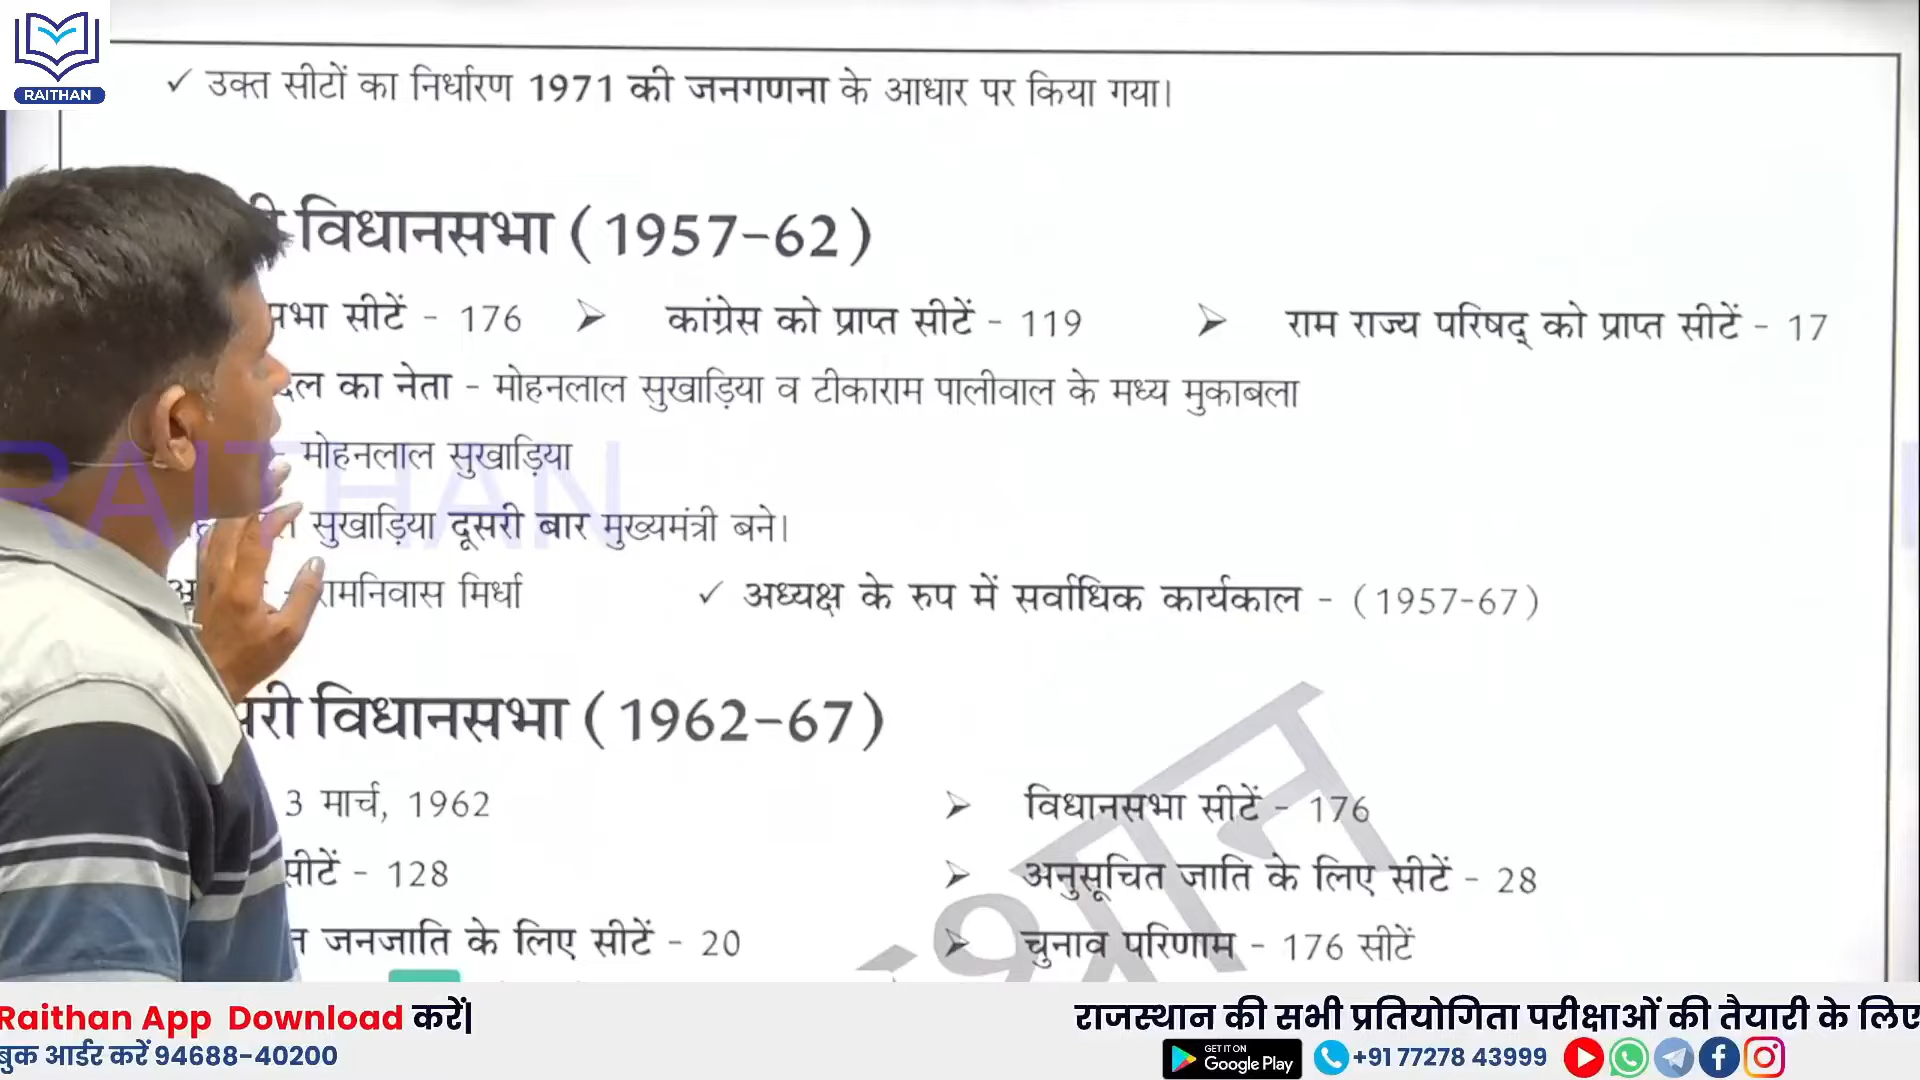 RAITHAN
✓ उक्त सीटों का निर्धारण 1971 की जनगणना के आधार पर किया गया।
विधानसभा (1957-62)
सीटें - 176 ➢ कांग्रेस को प्राप्त सीटें - 119 ➢ राम राज्य परिषद् को प्राप्त सीटें - 17
का नेता - मोहनलाल सुखाड़िया व टीकाराम पालीवाल के मध्य मुकाबला
मोहनलाल सुखाड़िया
सुखाड़िया दूसरी बार मुख्यमंत्री बने।
रामनिवास मिर्धा ✓ अध्यक्ष के रुप में सर्वाधिक कार्यकाल - (1957-67)
विधानसभा (1962-67)
3 मार्च, 1962 ➢ विधानसभा सीटें - 176
सीटें - 128 ➢ अनुसूचित जाति के लिए सीटें - 28
जनजाति के लिए सीटें - 20 ➢ चुनाव परिणाम - 176 सीटें
RAITHAN
Raithan App Download करें|
बुक आर्डर करें 94688-40200
राजस्थान की सभी प्रतियोगिता परीक्षाओं की तैयारी के लिए
GET IT ON
Google Play
+91 77278 43999